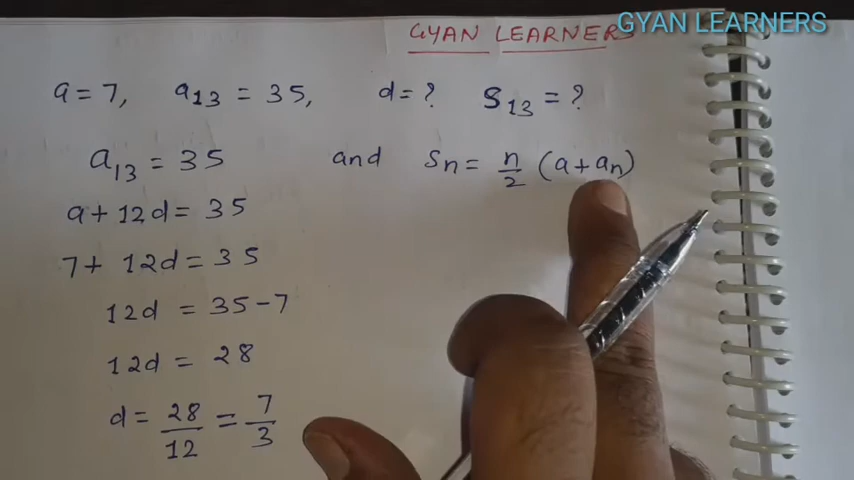 GYAN LEARNERS
GYAN LEARNERS
a = 7, a13 = 35, d = ? S13 = ?
a13 = 35 and Sn = n/2 (a + an)
a + 12d = 35
7 + 12d = 35
12d = 35 - 7
12d = 28
d = 28/12 = 7/3